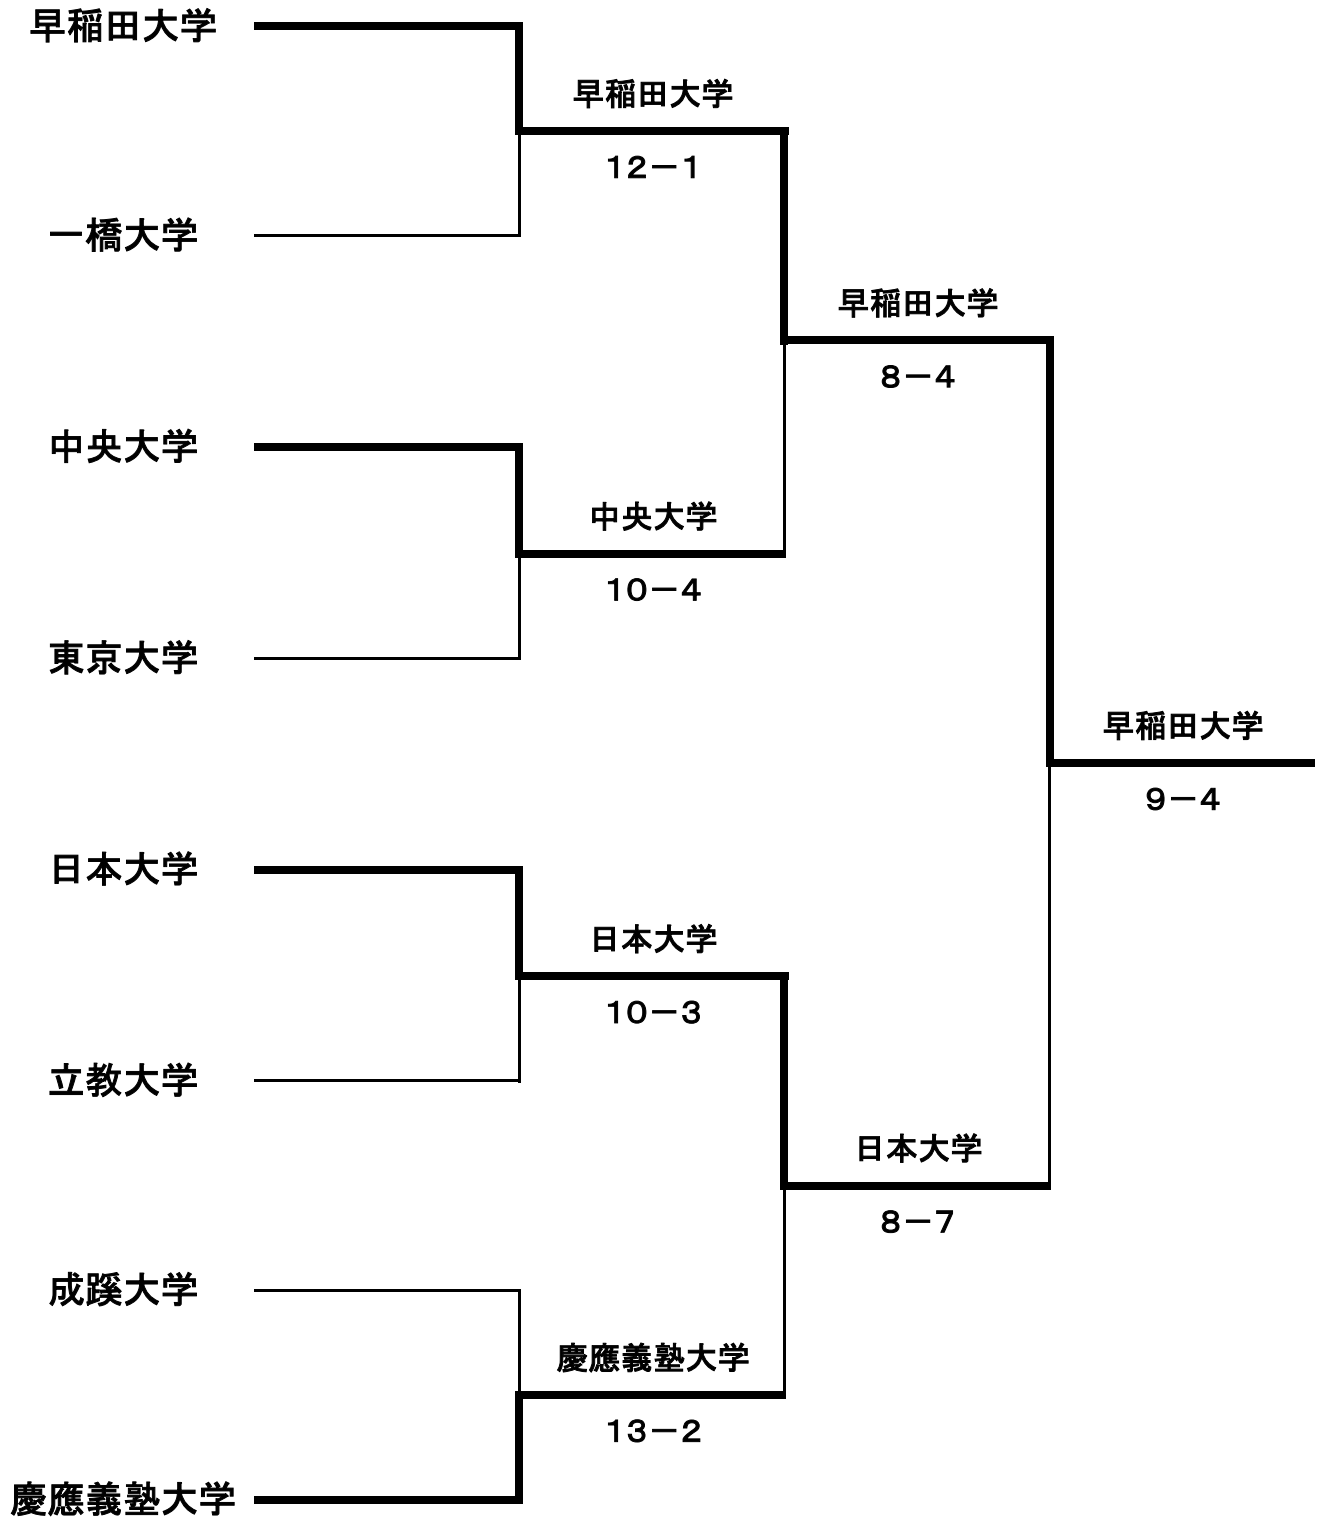 早稲田大学
早稲田大学
12－1
一橋大学
早稲田大学
8－4
中央大学
中央大学
10－4
東京大学
早稲田大学
9－4
日本大学
日本大学
10－3
立教大学
日本大学
8－7
成蹊大学
慶應義塾大学
13－2
慶應義塾大学